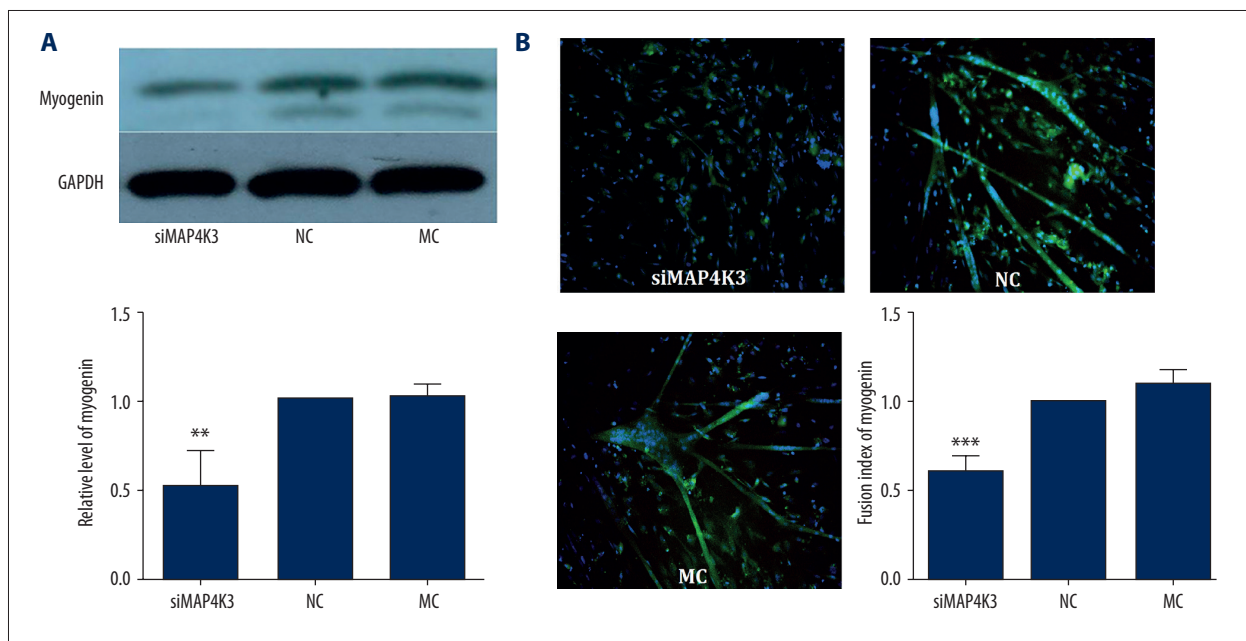 A
Myogenin
GAPDH
siMAP4K3 NC MC
Relative level of myogenin
1.5
1.0
0.5
0.0
**
siMAP4K3 NC MC
B
siMAP4K3
NC
MC
Fusion index of myogenin
1.5
1.0
0.5
0.0
***
siMAP4K3 NC MC